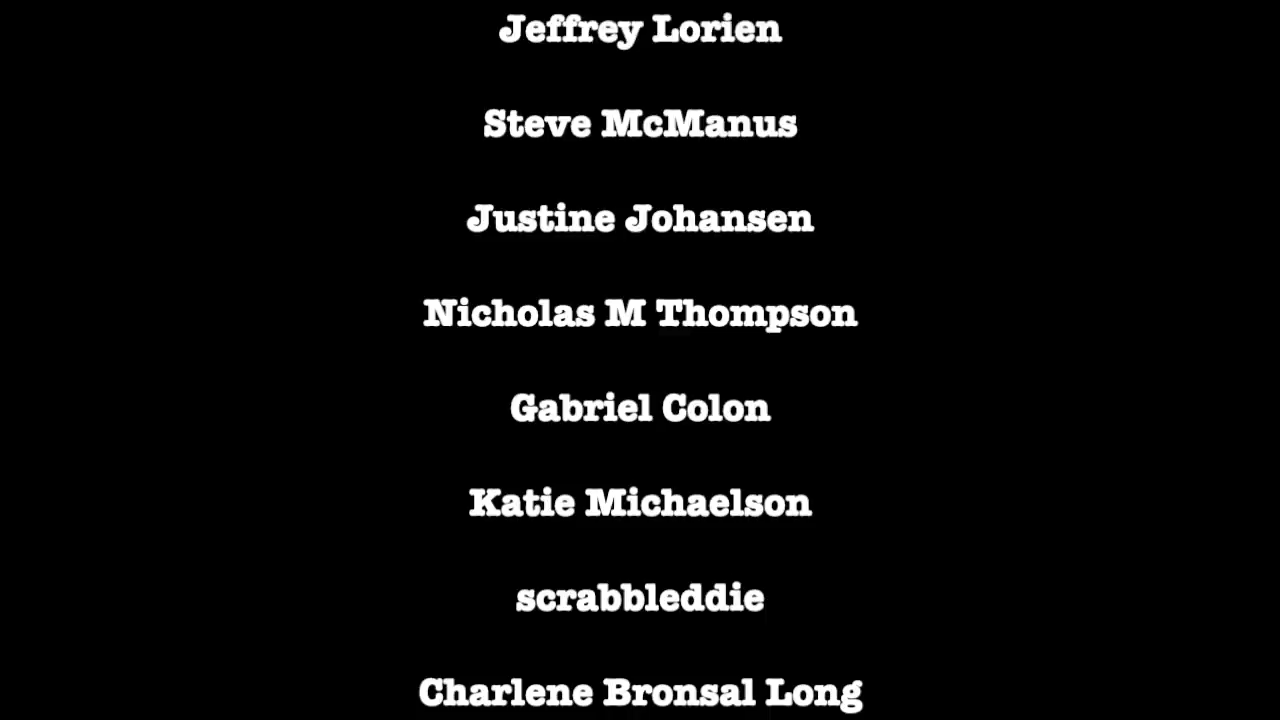 Jeffrey Lorien
Steve McManus
Justine Johansen
Nicholas M Thompson
Gabriel Colon
Katie Michaelson
scrabbleddie
Charlene Bronsal Long